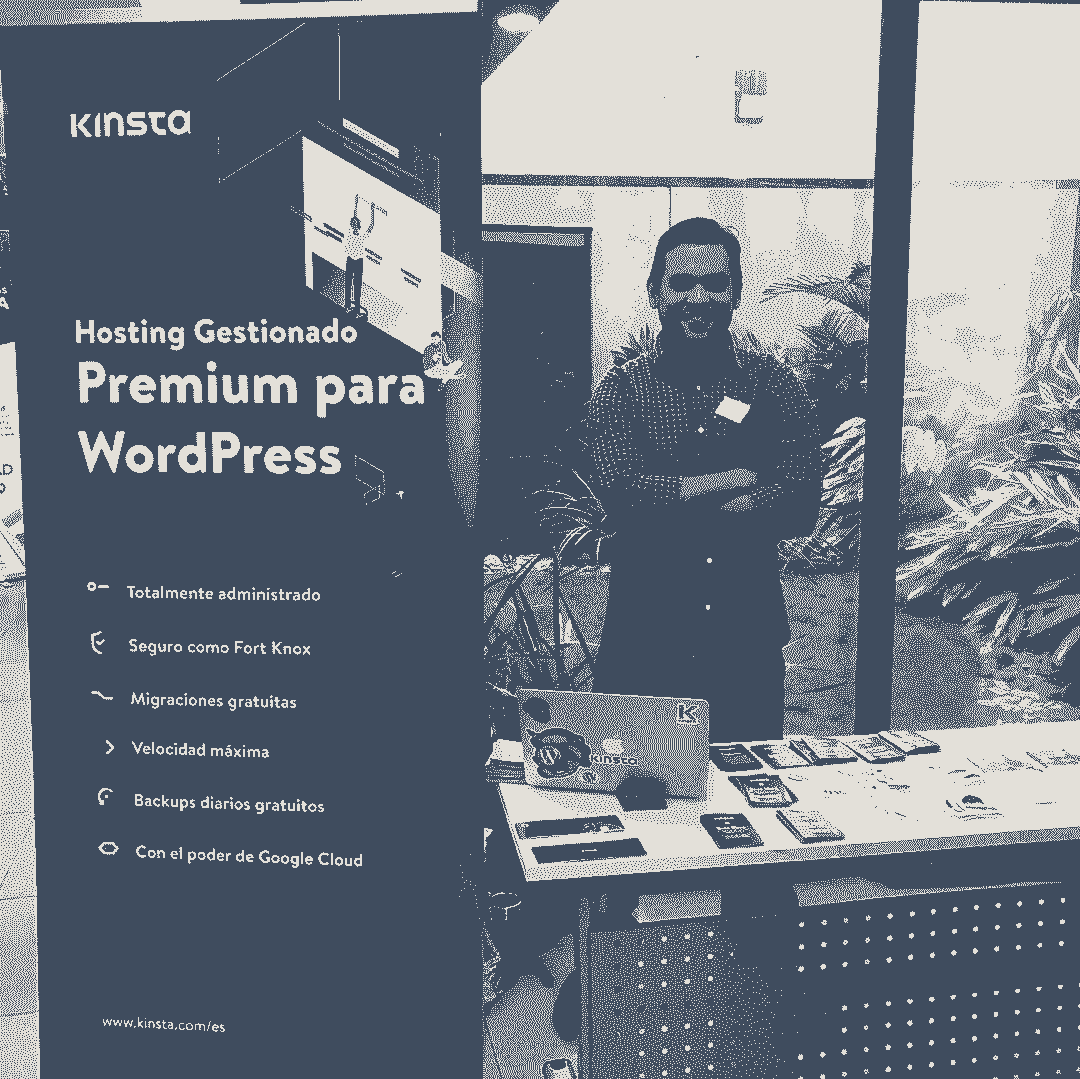 KINSTA
Hosting Gestionado
Premium para
WordPress
Totalmente administrado
Seguro como Fort Knox
Migraciones gratuitas
Velocidad máxima
Backups diarios gratuitos
Con el poder de Google Cloud
www.kinsta.com/es
K
KINSTA